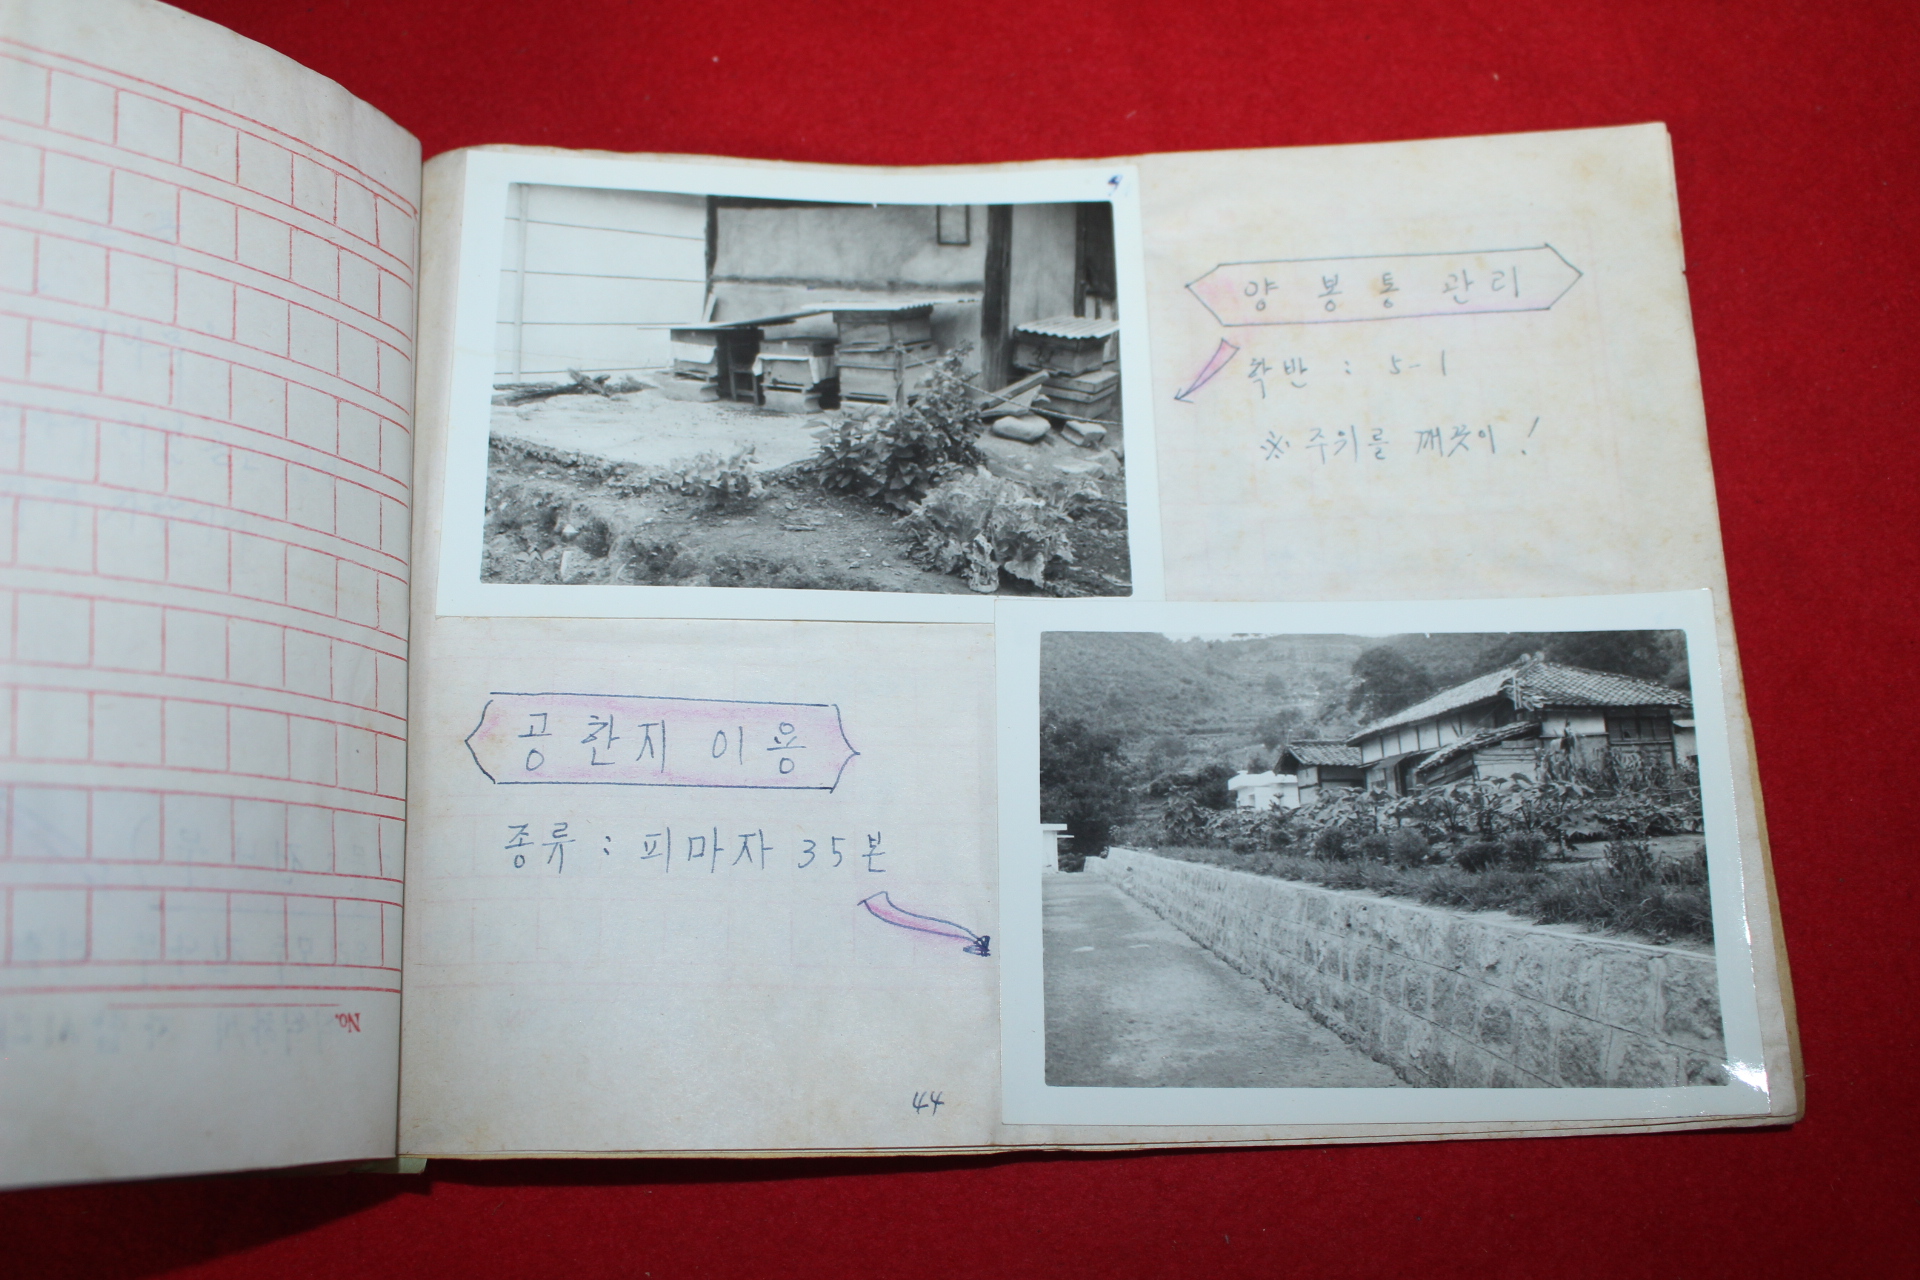 양봉통관리
학반 : 5-1
※ 주위를 깨끗이!
공한지 이용
종류 : 피마자 35본
44
No.